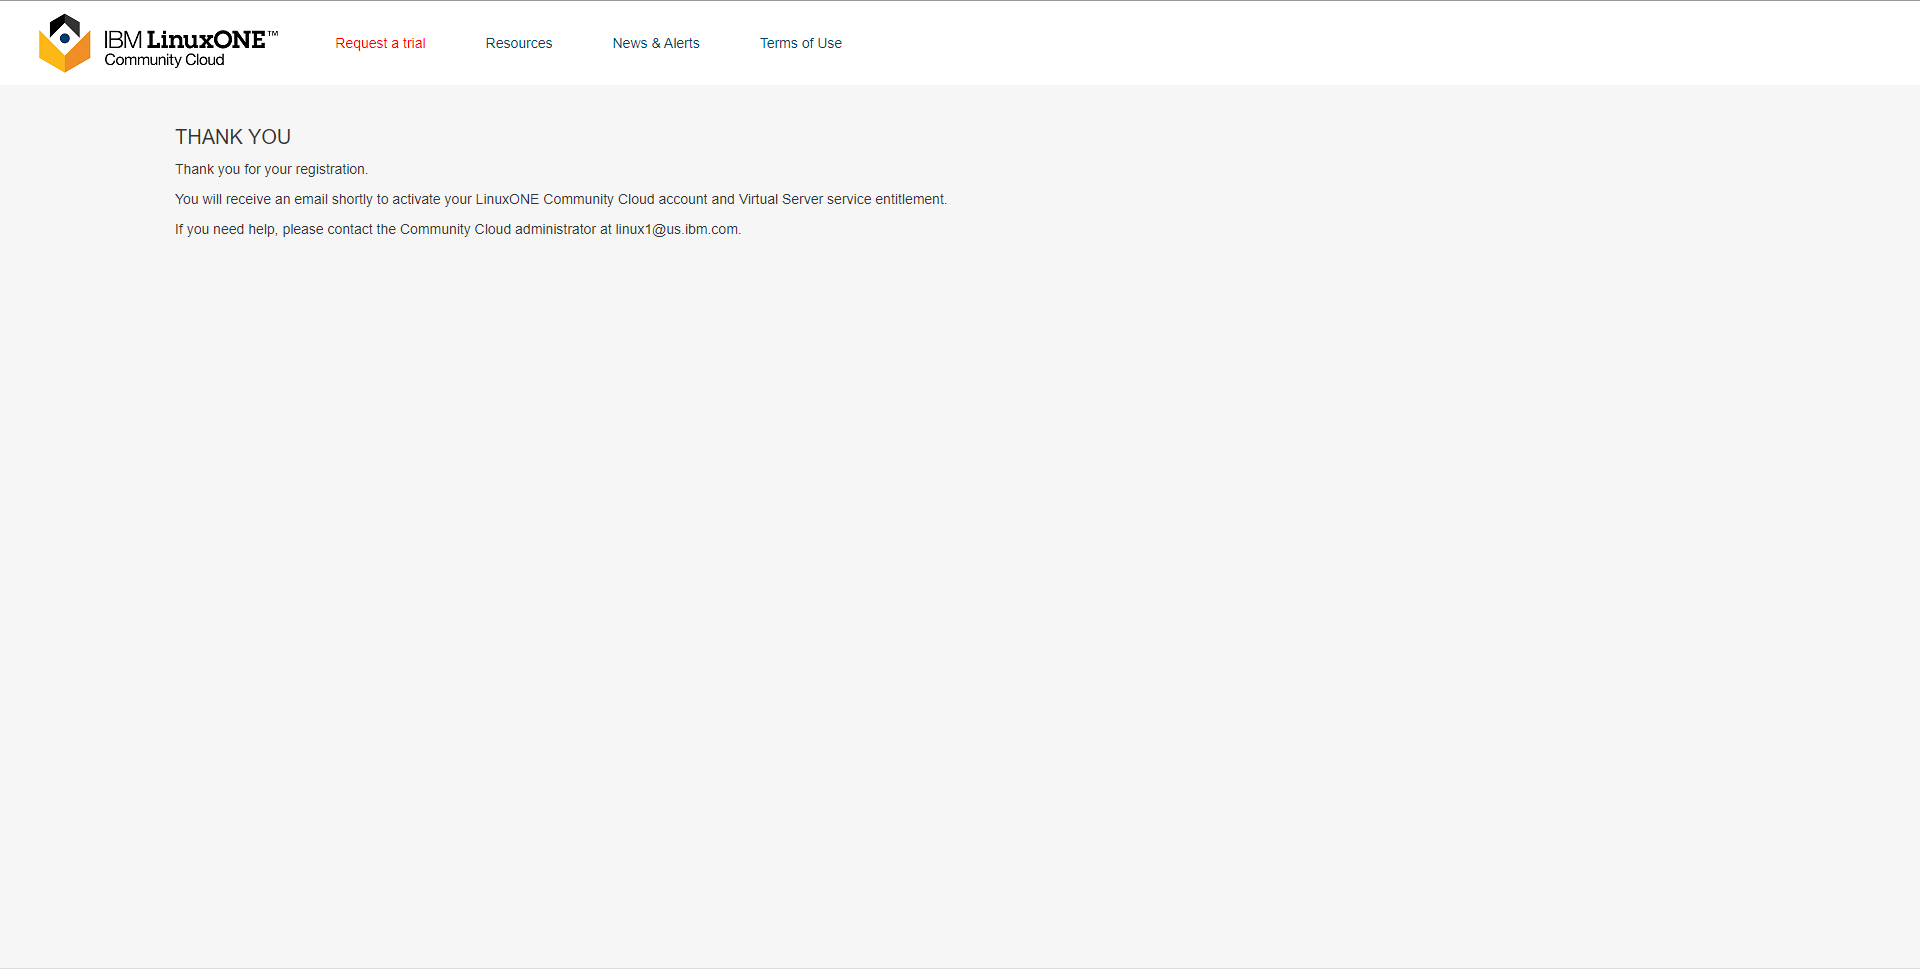 IBM LinuxONE™
Community Cloud
Request a trial
Resources
News & Alerts
Terms of Use
THANK YOU
Thank you for your registration.
You will receive an email shortly to activate your LinuxONE Community Cloud account and Virtual Server service entitlement.
If you need help, please contact the Community Cloud administrator at linux1@us.ibm.com.